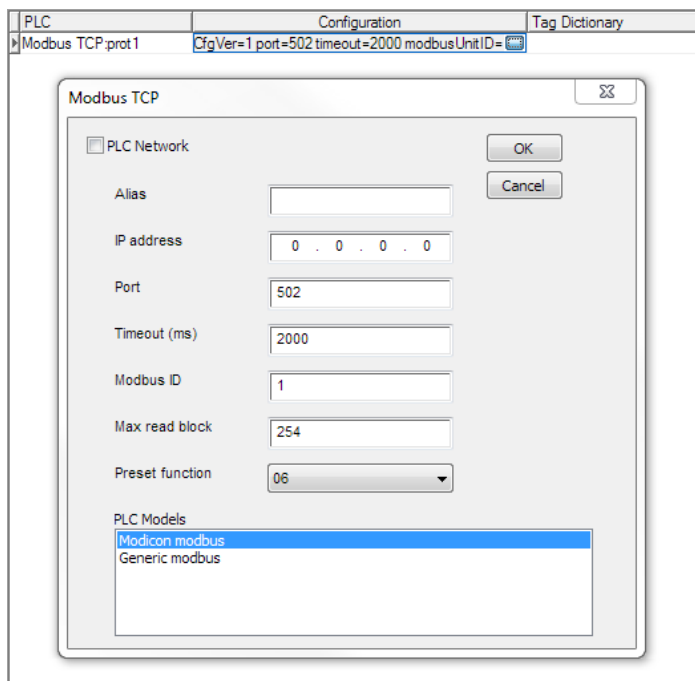 PLC Configuration Tag Dictionary
Modbus TCP:prot1 CfgVer=1 port=502 timeout=2000 modbusUnitID=
Modbus TCP
PLC Network
OK
Cancel
Alias
IP address 0 . 0 . 0 . 0
Port 502
Timeout (ms) 2000
Modbus ID 1
Max read block 254
Preset function 06
PLC Models
Modicon modbus
Generic modbus